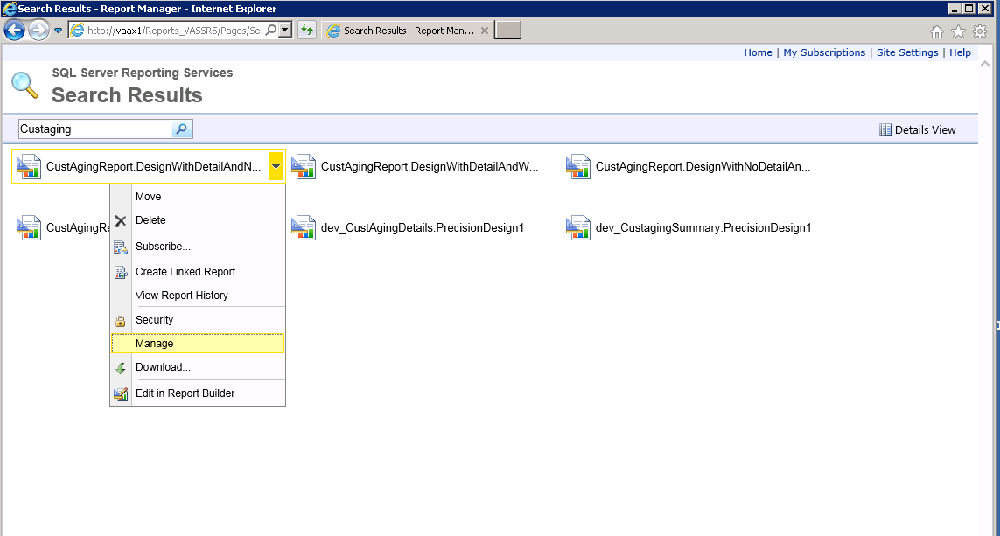 Search Results - Report Manager - Internet Explorer
http://vaax1/Reports_VASSRS/Pages/Se
Search Results - Report Man...
Home | My Subscriptions | Site Settings | Help
SQL Server Reporting Services
Search Results
Custaging
Details View
CustAgingReport.DesignWithDetailAndN...
CustAgingReport.DesignWithDetailAndW...
CustAgingReport.DesignWithNoDetailAn...
CustAgingRe
dev_CustAgingDetails.PrecisionDesign1
dev_CustagingSummary.PrecisionDesign1
Move
Delete
Subscribe...
Create Linked Report...
View Report History
Security
Manage
Download...
Edit in Report Builder